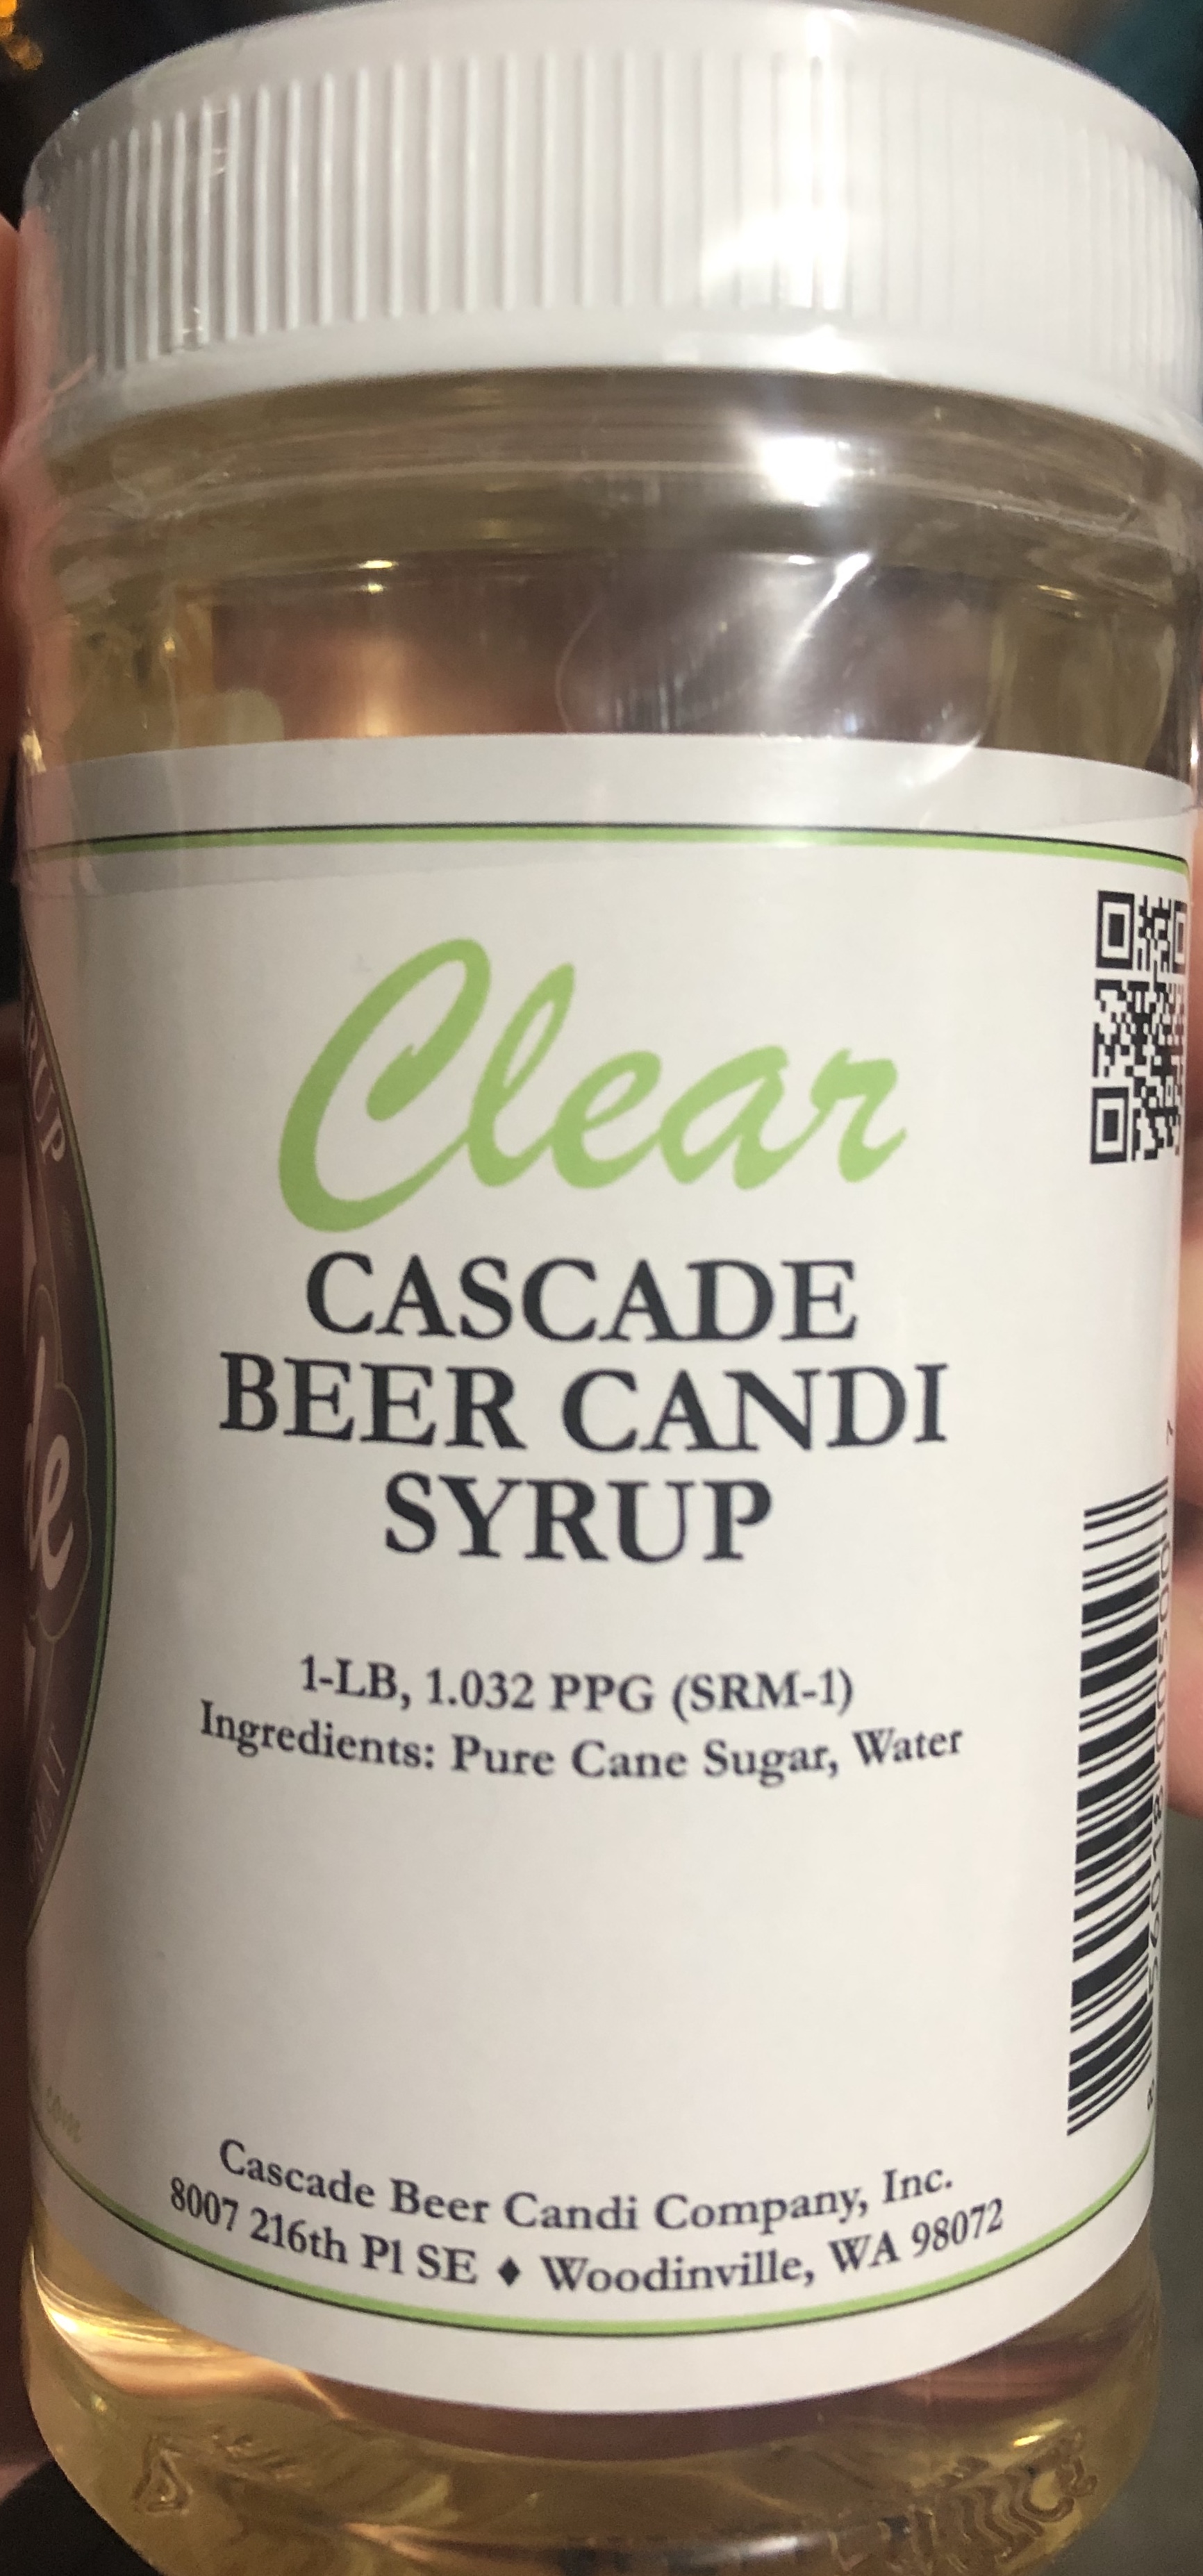 Clear
CASCADE
BEER CANDI
SYRUP
1-LB, 1.032 PPG (SRM-1)
Ingredients: Pure Cane Sugar, Water
Cascade Beer Candi Company, Inc.
8007 216th Pl SE ♦ Woodinville, WA 98072